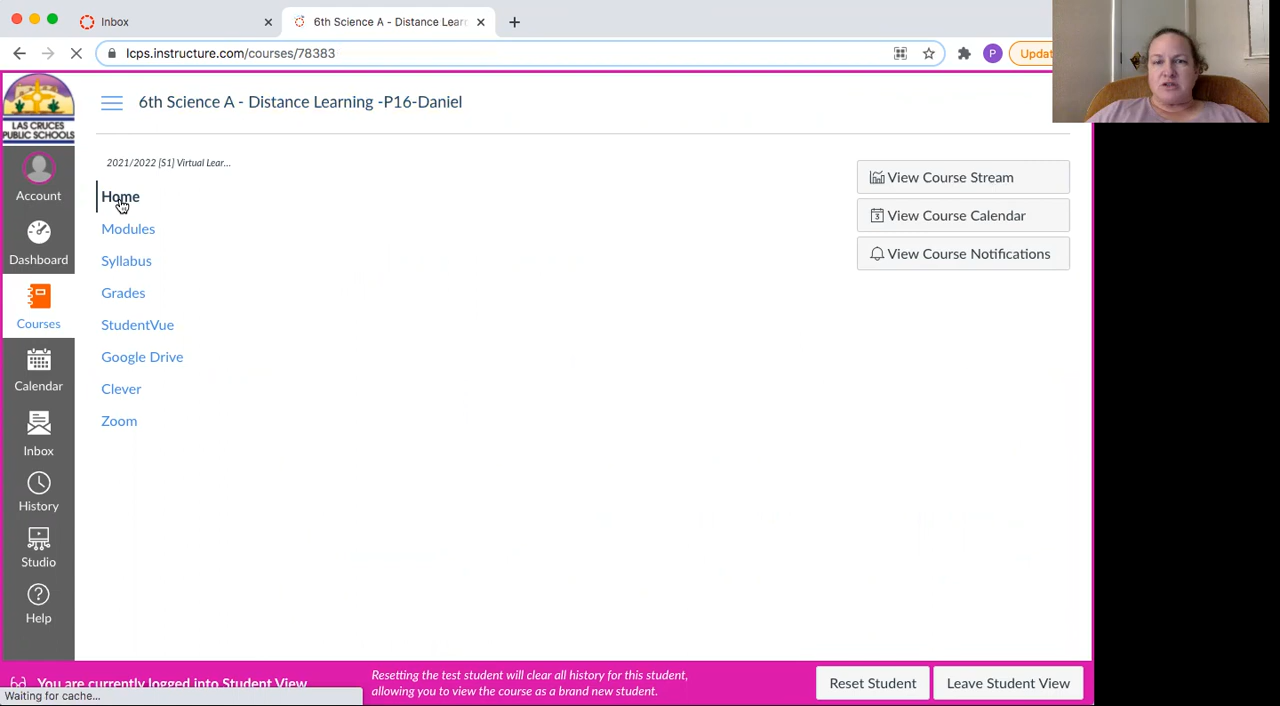 Inbox
6th Science A - Distance Lear
lcps.instructure.com/courses/78383
P
Updat
LAS CRUCES
PUBLIC SCHOOLS
6th Science A - Distance Learning -P16-Daniel
2021/2022 [S1] Virtual Lear...
Home
Modules
Syllabus
Grades
StudentVue
Google Drive
Clever
Zoom
View Course Stream
3 View Course Calendar
View Course Notifications
Account
Dashboard
Courses
Calendar
Inbox
History
Studio
Help
You are currently logged into Student View
Waiting for cache...
Resetting the test student will clear all history for this student,
allowing you to view the course as a brand new student.
Reset Student
Leave Student View